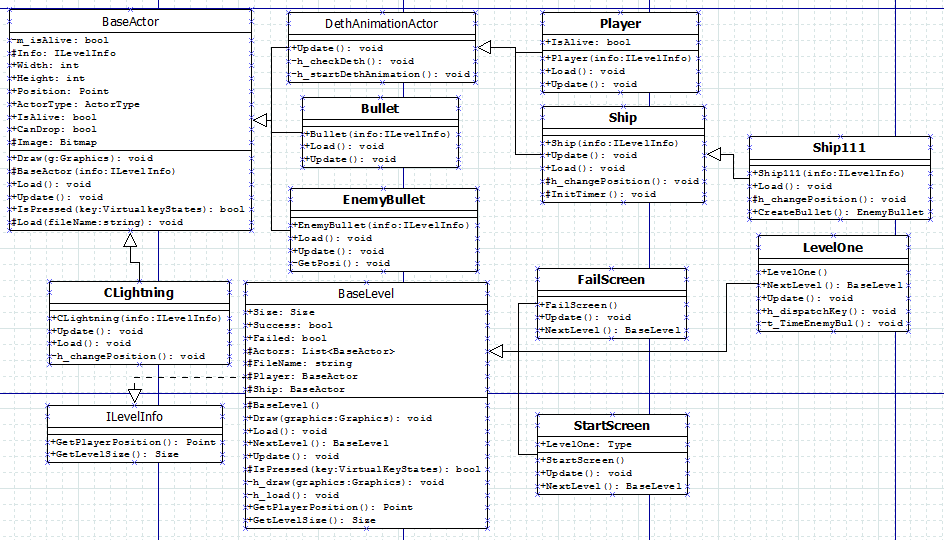 BaseActor
-m_isAlive: bool
#Info: ILevelInfo
+Width: int
+Height: int
+Position: Point
+ActorType: ActorType
+IsAlive: bool
+CanDrop: bool
#Image: Bitmap
+Draw(g:Graphics): void
#BaseActor(info:ILevelInfo)
+Load(): void
+Update(): void
+IsPressed(key:VirtualkeyStates): bool
#Load(fileName:string): void
DethAnimationActor
+Update(): void
-h_checkDeth(): void
-h_startDethAnimation(): void
Player
+IsAlive: bool
+Player(info:ILevelInfo)
+Load(): void
+Update(): void
Bullet
+Bullet(info:ILevelInfo)
+Load(): void
+Update(): void
Ship
+Ship(info:ILevelInfo)
+Update(): void
+Load(): void
#h_changePosition(): void
#InitTimer(): void
Ship111
+Ship111(info:ILevelInfo)
+Load(): void
#h_changePosition(): void
+CreateBullet(): EnemyBullet
EnemyBullet
+EnemyBullet(info:ILevelInfo)
+Load(): void
+Update(): void
-GetPosi(): void
LevelOne
+LevelOne()
+NextLevel(): BaseLevel
+Update(): void
+h_dispatchKey(): void
-t_TimeEnemyBul(): void
CLightning
+CLightning(info:ILevelInfo)
+Update(): void
+Load(): void
-h_changePosition(): void
BaseLevel
+Size: Size
+Success: bool
+Failed: bool
#Actors: List<BaseActor>
#FileName: string
#Player: BaseActor
#Ship: BaseActor
#BaseLevel()
+Draw(graphics:Graphics): void
+Load(): void
+NextLevel(): BaseLevel
+Update(): void
#IsPressed(key:VirtualKeyStates): bool
-h_draw(graphics:Graphics): void
-h_load(): void
+GetPlayerPosition(): Point
+GetLevelSize(): Size
FailScreen
+FailScreen()
+Update(): void
+NextLevel(): BaseLevel
ILevelInfo
+GetPlayerPosition(): Point
+GetLevelSize(): Size
StartScreen
+LevelOne: Type
+StartScreen()
+Update(): void
+NextLevel(): BaseLevel